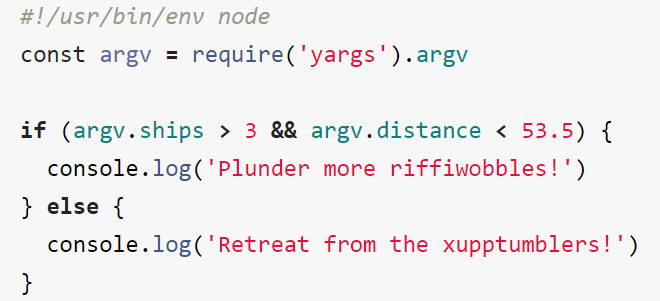 #!/usr/bin/env node
const argv = require('yargs').argv
if (argv.ships > 3 && argv.distance < 53.5) {
console.log('Plunder more riffiwobbles!')
} else {
console.log('Retreat from the xupptumblers!')
}